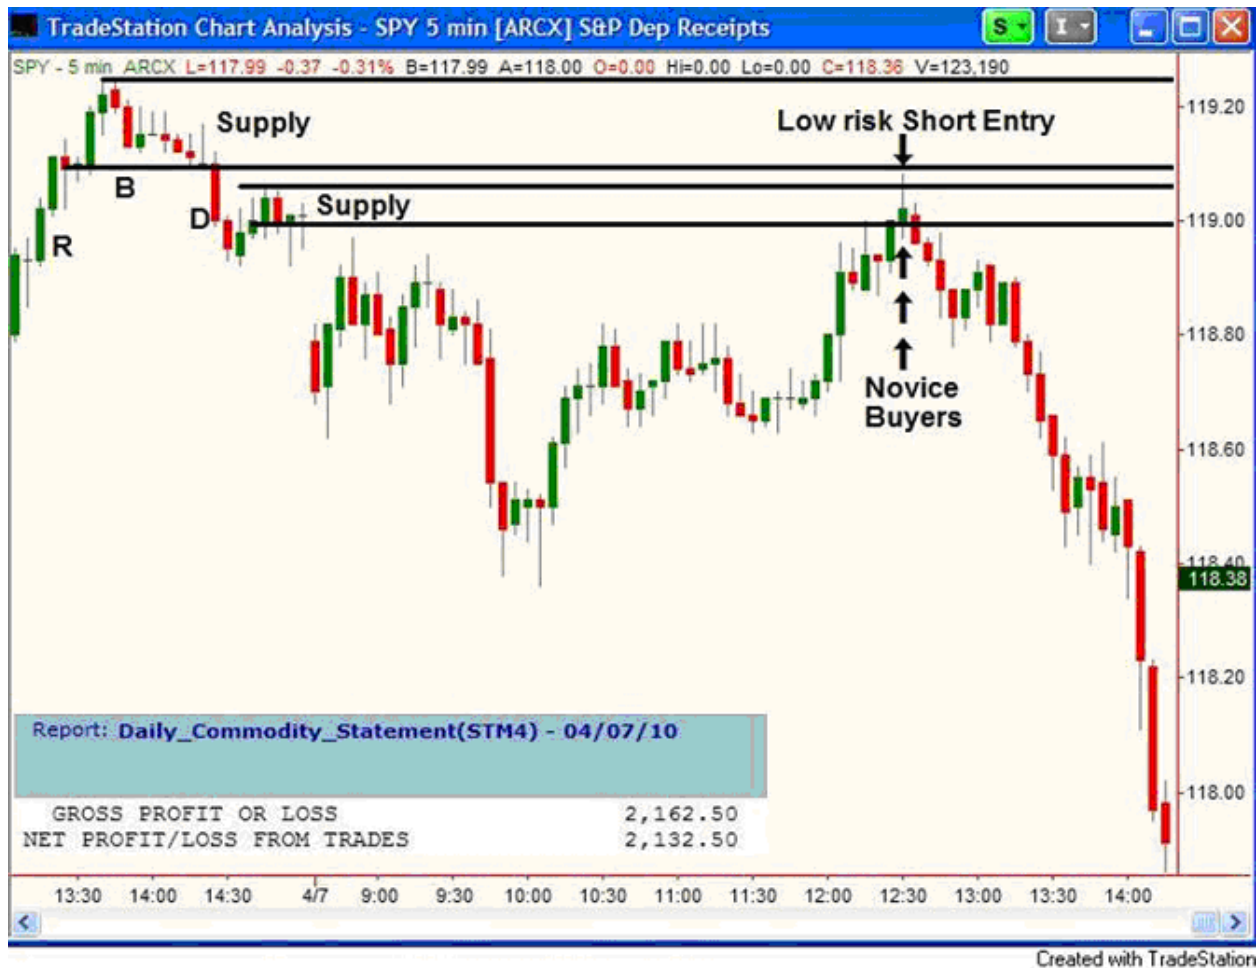 TradeStation Chart Analysis - SPY 5 min [ARCX] S&P Dep Receipts
S I
SPY - 5 min ARCX L=117.99 -0.37 -0.31% B=117.99 A=118.00 O=0.00 Hi=0.00 Lo=0.00 C=118.36 V=123,190
119.20
Supply
Low risk Short Entry
B
Supply
D
R
119.00
118.80
Novice
Buyers
118.60
118.40
118.38
118.20
Report: Daily_Commodity_Statement(STM4) - 04/07/10
118.00
GROSS PROFIT OR LOSS 2,162.50
NET PROFIT/LOSS FROM TRADES 2,132.50
13:30 14:00 14:30 4/7 9:00 9:30 10:00 10:30 11:00 11:30 12:00 12:30 13:00 13:30 14:00
Created with TradeStation